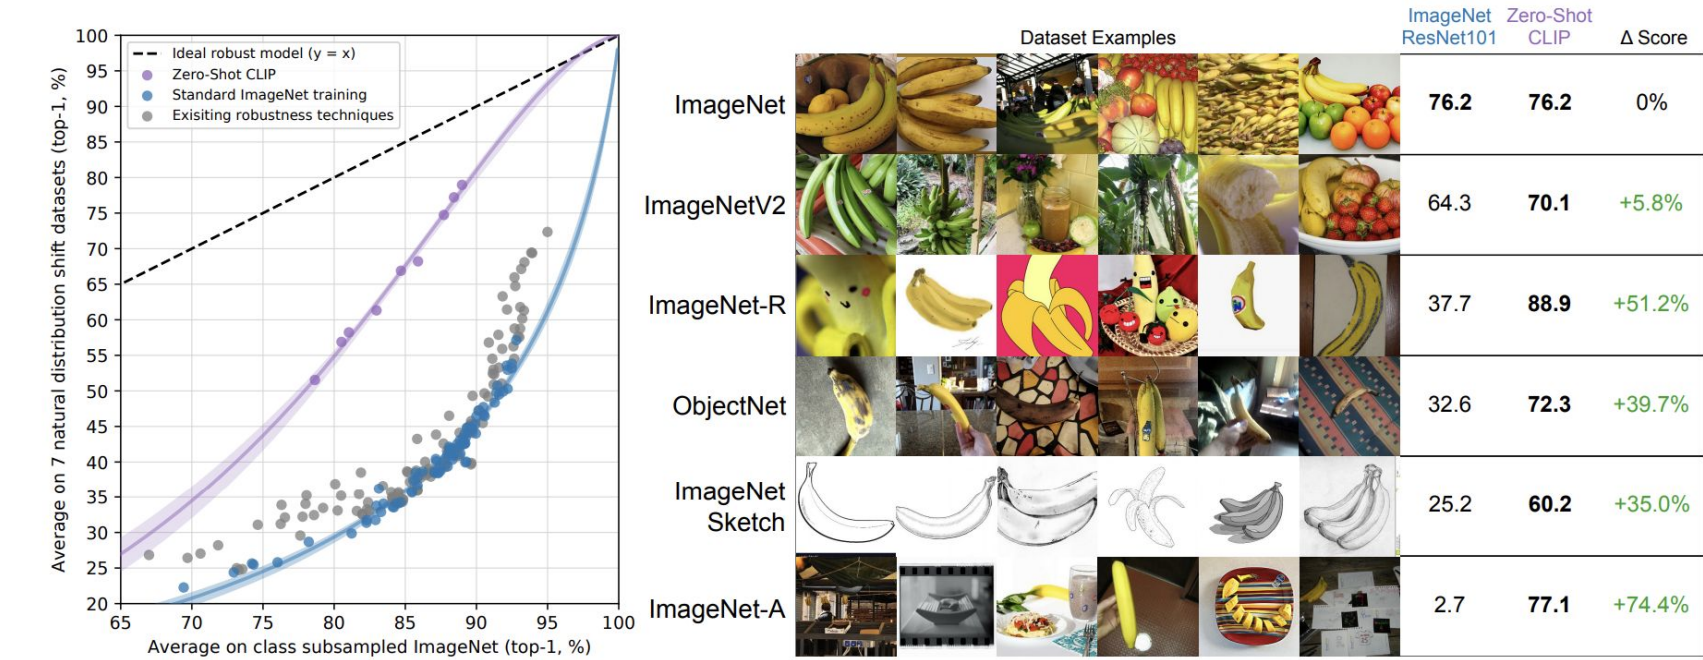 100
95
90
85
80
75
70
65
60
55
50
45
40
35
30
25
20
Average on 7 natural distribution shift datasets (top-1, %)
Ideal robust model (y = x)
Zero-Shot CLIP
Standard ImageNet training
Exisiting robustness techniques
65 70 75 80 85 90 95 100
Average on class subsampled ImageNet (top-1, %)
Dataset Examples
ImageNet
ResNet101
Zero-Shot
CLIP
Δ Score
ImageNet 76.2 76.2 0%
ImageNetV2 64.3 70.1 +5.8%
ImageNet-R 37.7 88.9 +51.2%
ObjectNet 32.6 72.3 +39.7%
ImageNet
Sketch 25.2 60.2 +35.0%
ImageNet-A 2.7 77.1 +74.4%